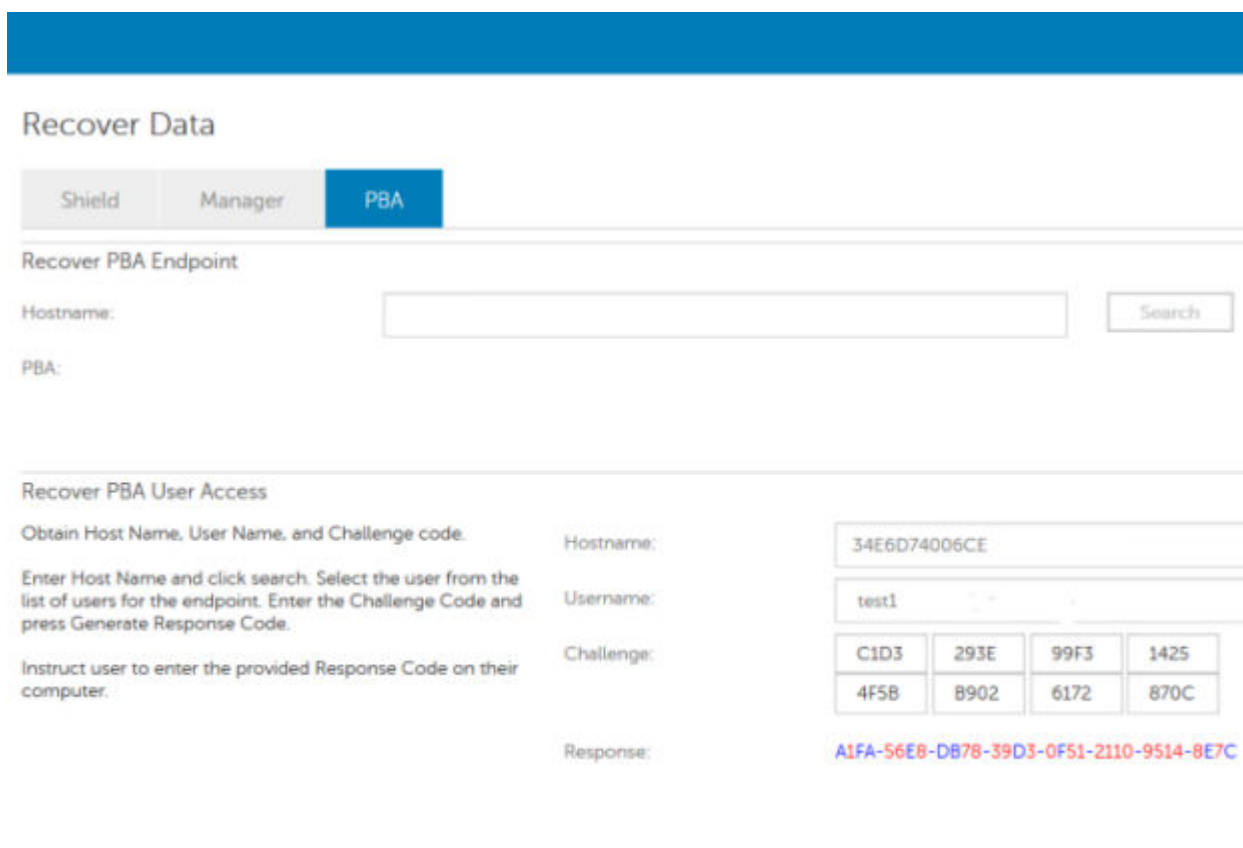 Recover Data
Shield Manager PBA
Recover PBA Endpoint
Hostname: Search
PBA:
Recover PBA User Access
Obtain Host Name, User Name, and Challenge code.
Enter Host Name and click search. Select the user from the
list of users for the endpoint. Enter the Challenge Code and
press Generate Response Code.
Instruct user to enter the provided Response Code on their
computer.
Hostname: 34E6D74006CE
Username: test1
Challenge: C1D3 293E 99F3 1425
4F5B B902 6172 870C
Response: A1FA-56E8-DB78-39D3-0F51-2110-9514-8E7C